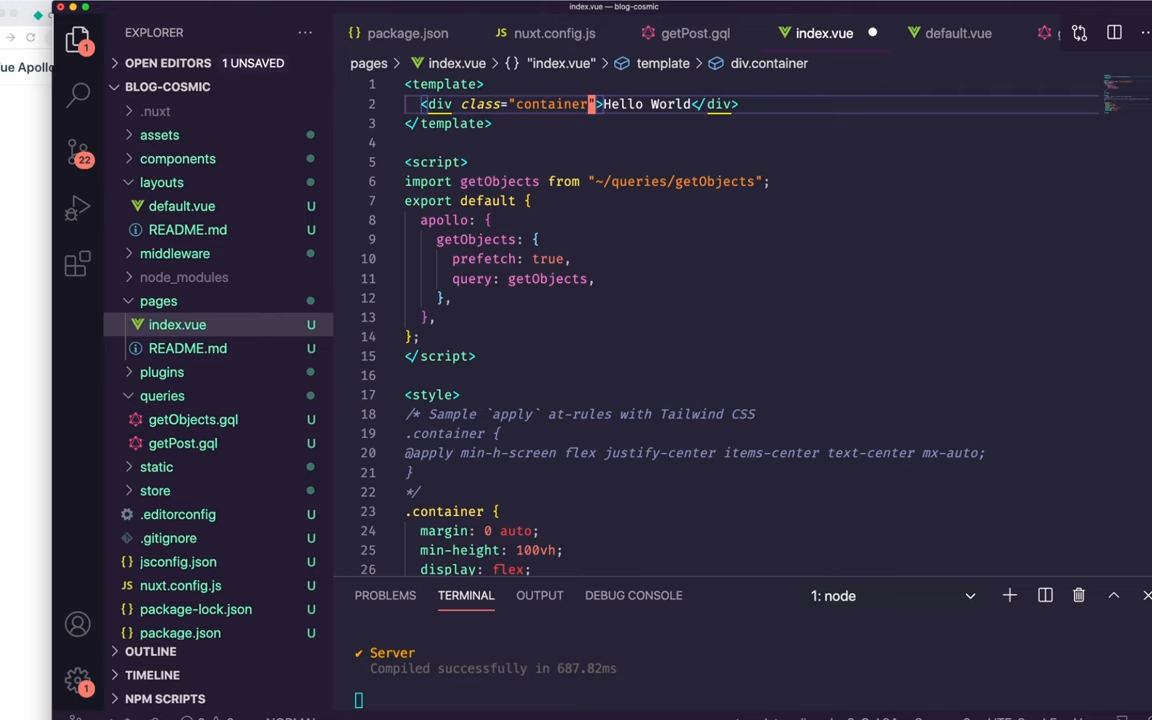 index.vue — blog-cosmic
EXPLORER
package.json
nuxt.config.js
getPost.gql
index.vue
default.vue
ue Apollo
OPEN EDITORS 1 UNSAVED
pages > index.vue > {} "index.vue" > template > div.container
BLOG-COSMIC
.nuxt
assets
components
layouts
default.vue U
README.md U
middleware
node_modules
pages
index.vue U
README.md U
plugins
queries
getObjects.gql U
getPost.gql U
static
store
.editorconfig U
.gitignore U
jsconfig.json U
nuxt.config.js U
package-lock.json U
package.json U
OUTLINE
TIMELINE
NPM SCRIPTS
1
22
1
1 <template>
2 <div class="container">Hello World</div>
3 </template>
4
5 <script>
6 import getObjects from "~/queries/getObjects";
7 export default {
8 apollo: {
9 getObjects: {
10 prefetch: true,
11 query: getObjects,
12 },
13 },
14 };
15 </script>
16
17 <style>
18 /* Sample `apply` at-rules with Tailwind CSS
19 .container {
20 @apply min-h-screen flex justify-center items-center text-center mx-auto;
21 }
22 */
23 .container {
24 margin: 0 auto;
25 min-height: 100vh;
26 display: flex;
PROBLEMS TERMINAL OUTPUT DEBUG CONSOLE 1: node
✔ Server
Compiled successfully in 687.82ms